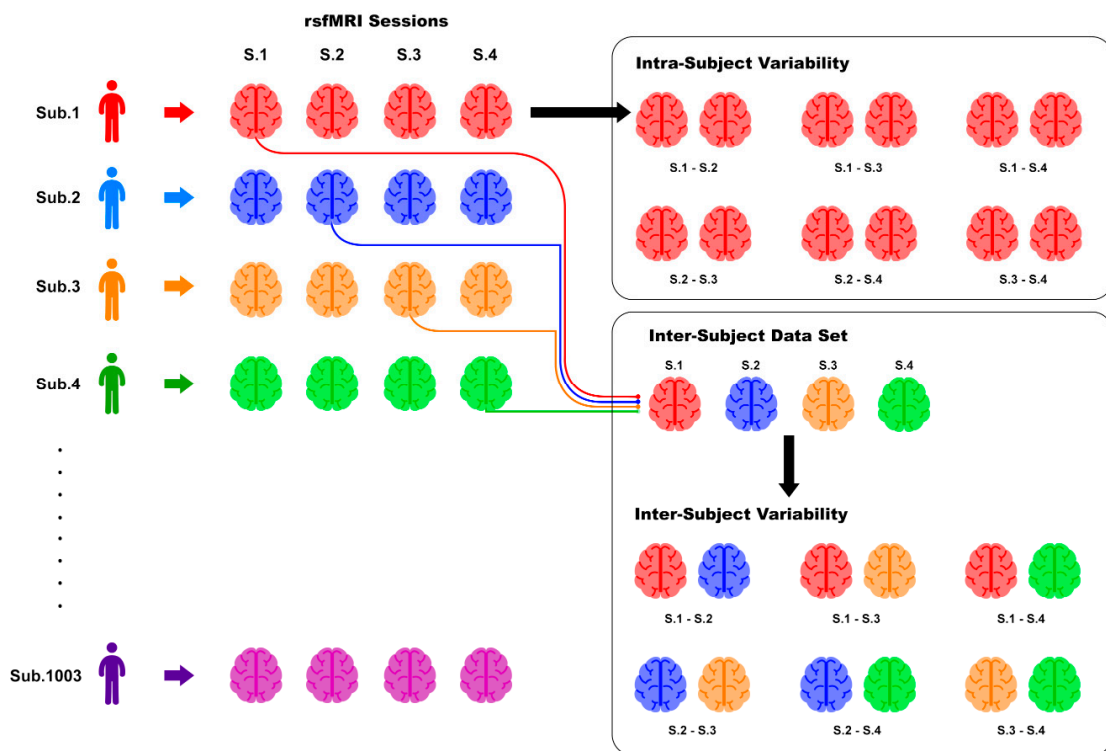 rsfMRI Sessions
S.1 S.2 S.3 S.4
Sub.1
Sub.2
Sub.3
Sub.4
Sub.1003
Intra-Subject Variability
S.1 - S.2 S.1 - S.3 S.1 - S.4
S.2 - S.3 S.2 - S.4 S.3 - S.4
Inter-Subject Data Set
S.1 S.2 S.3 S.4
Inter-Subject Variability
S.1 - S.2 S.1 - S.3 S.1 - S.4
S.2 - S.3 S.2 - S.4 S.3 - S.4